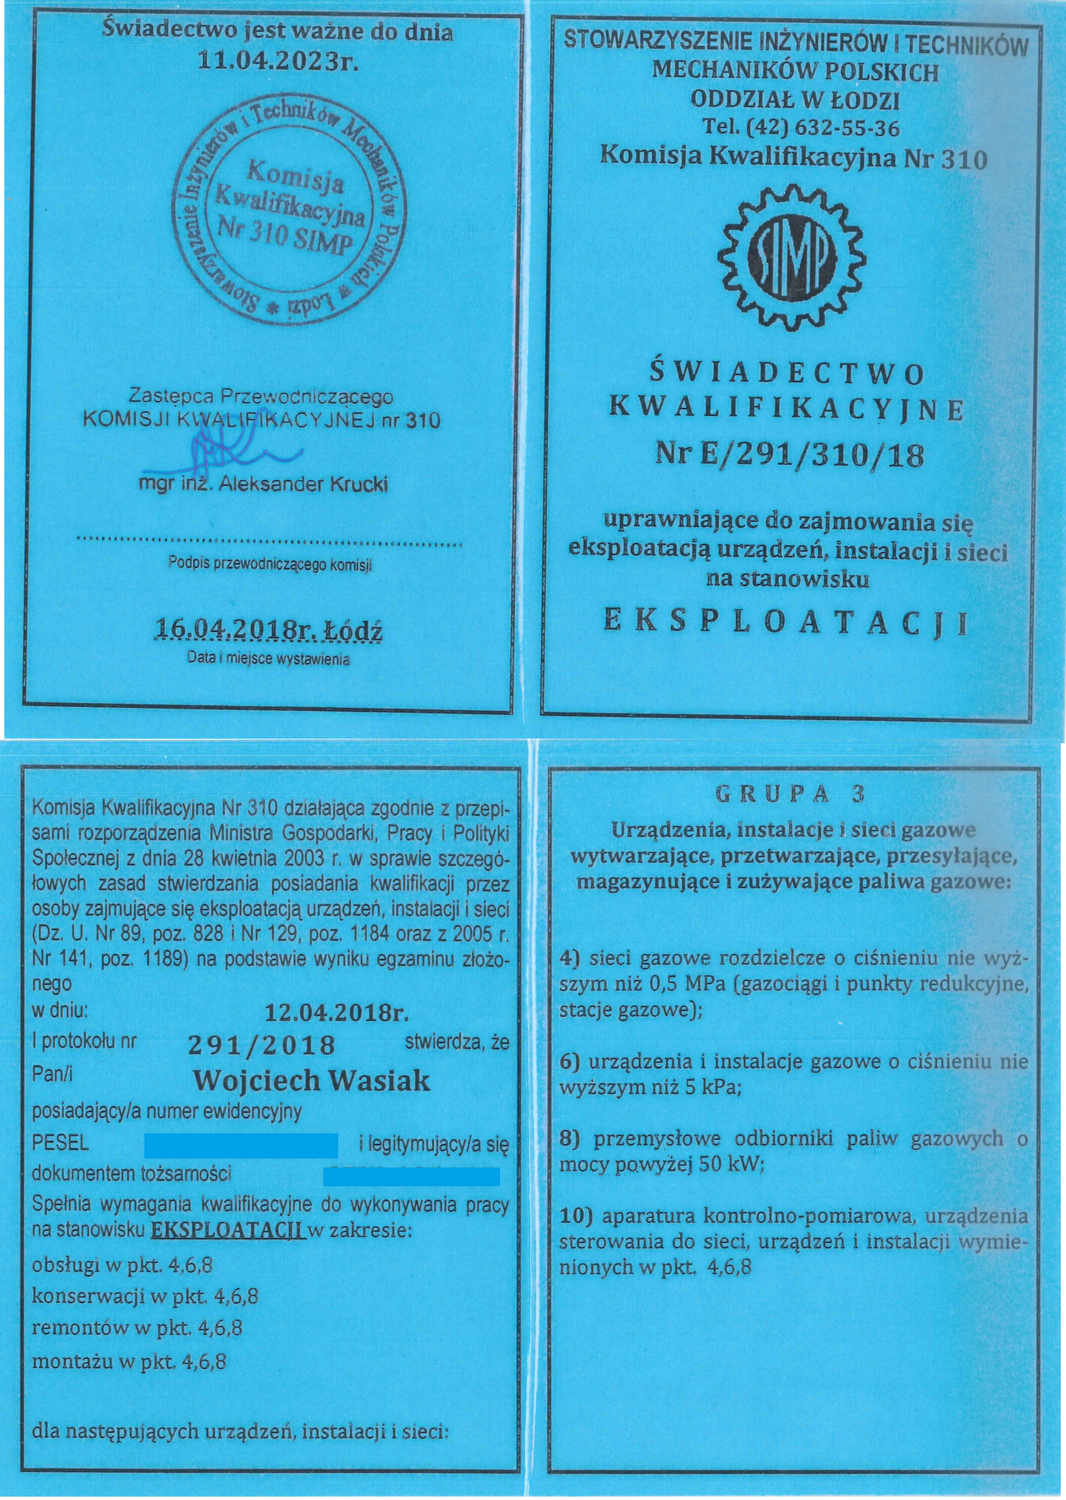 Świadectwo jest ważne do dnia
11.04.2023r.
Stowarzyszenie Inżynierów i Techników Mechaników Polskich w Łodzi *
Komisja
Kwalifikacyjna
Nr 310 SIMP
Zastępca Przewodniczącego
KOMISJI KWALIFIKACYJNEJ nr 310
mgr inż. Aleksander Krucki
Podpis przewodniczącego komisji
16.04.2018r. Łódź
Data i miejsce wystawienia
STOWARZYSZENIE INŻYNIERÓW I TECHNIKÓW
MECHANIKÓW POLSKICH
ODDZIAŁ W ŁODZI
Tel. (42) 632-55-36
Komisja Kwalifikacyjna Nr 310
SIMP
ŚWIADECTWO
KWALIFIKACYJNE
Nr E/291/310/18
uprawniające do zajmowania się
eksploatacją urządzeń, instalacji i sieci
na stanowisku
EKSPLOATACJI
Komisja Kwalifikacyjna Nr 310 działająca zgodnie z przepi-
sami rozporządzenia Ministra Gospodarki, Pracy i Polityki
Społecznej z dnia 28 kwietnia 2003 r. w sprawie szczegó-
łowych zasad stwierdzania posiadania kwalifikacji przez
osoby zajmujące się eksploatacją urządzeń, instalacji i sieci
(Dz. U. Nr 89, poz. 828 i Nr 129, poz. 1184 oraz z 2005 r.
Nr 141, poz. 1189) na podstawie wyniku egzaminu złożo-
nego
w dniu: 12.04.2018r.
I protokołu nr 291/2018 stwierdza, że
Pan/i Wojciech Wasiak
posiadający/a numer ewidencyjny
PESEL i legitymujący/a się
dokumentem tożsamości
Spełnia wymagania kwalifikacyjne do wykonywania pracy
na stanowisku EKSPLOATACJI w zakresie:
obsługi w pkt. 4,6,8
konserwacji w pkt. 4,6,8
remontów w pkt. 4,6,8
montażu w pkt. 4,6,8
dla następujących urządzeń, instalacji i sieci:
GRUPA 3
Urządzenia, instalacje i sieci gazowe
wytwarzające, przetwarzające, przesyłające,
magazynujące i zużywające paliwa gazowe:
4) sieci gazowe rozdzielcze o ciśnieniu nie wyż-
szym niż 0,5 MPa (gazociągi i punkty redukcyjne,
stacje gazowe);
6) urządzenia i instalacje gazowe o ciśnieniu nie
wyższym niż 5 kPa;
8) przemysłowe odbiorniki paliw gazowych o
mocy powyżej 50 kW;
10) aparatura kontrolno-pomiarowa, urządzenia
sterowania do sieci, urządzeń i instalacji wymie-
nionych w pkt. 4,6,8